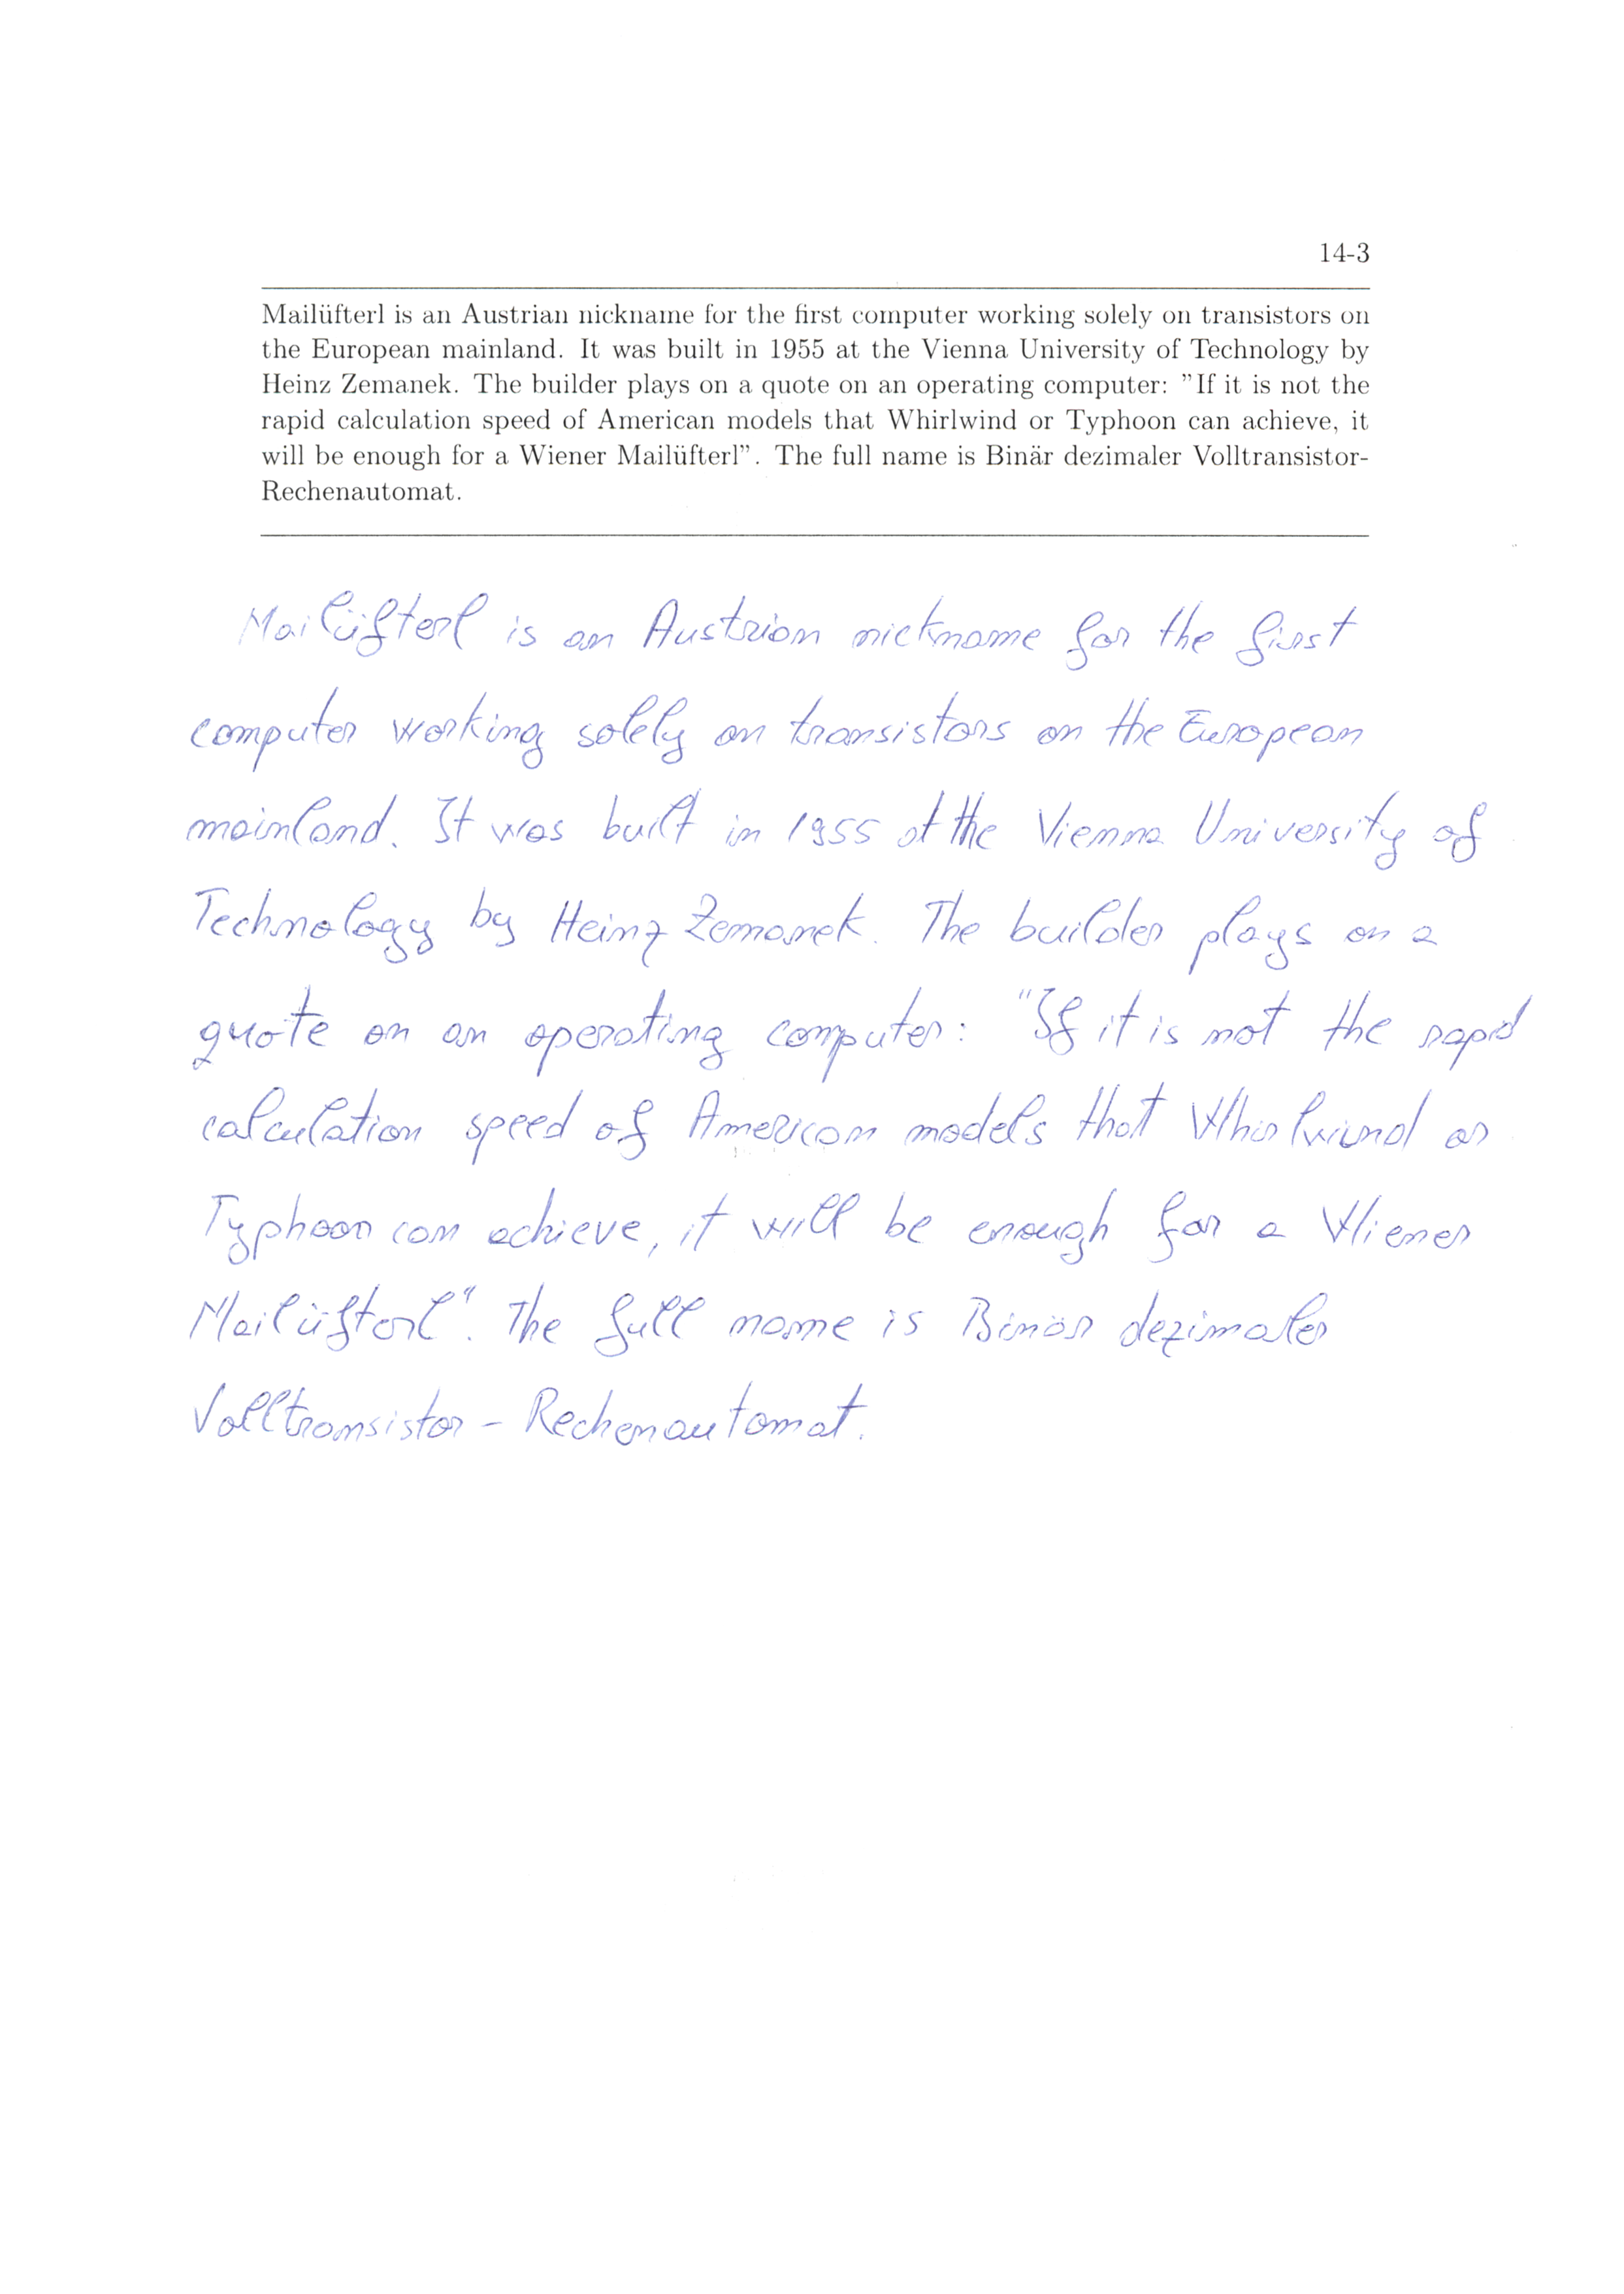 14-3
Mailüfterl is an Austrian nickname for the first computer working solely on transistors on
the European mainland. It was built in 1955 at the Vienna University of Technology by
Heinz Zemanek. The builder plays on a quote on an operating computer: "If it is not the
rapid calculation speed of American models that Whirlwind or Typhoon can achieve, it
will be enough for a Wiener Mailüfterl". The full name is Binär dezimaler Volltransistor-
Rechenautomat.
Mailüfterl is an Austrian nickname for the first
computer working solely on transistors on the European
mainland. It was built in 1955 at the Vienna University of
Technology by Heinz Zemanek. The builder plays on a
quote on an operating computer: "If it is not the rapid
calculation speed of American models that Whirlwind or
Typhoon can achieve, it will be enough for a Wiener
Mailüfterl". The full name is Binär dezimaler
Volltransistor - Rechenautomat.